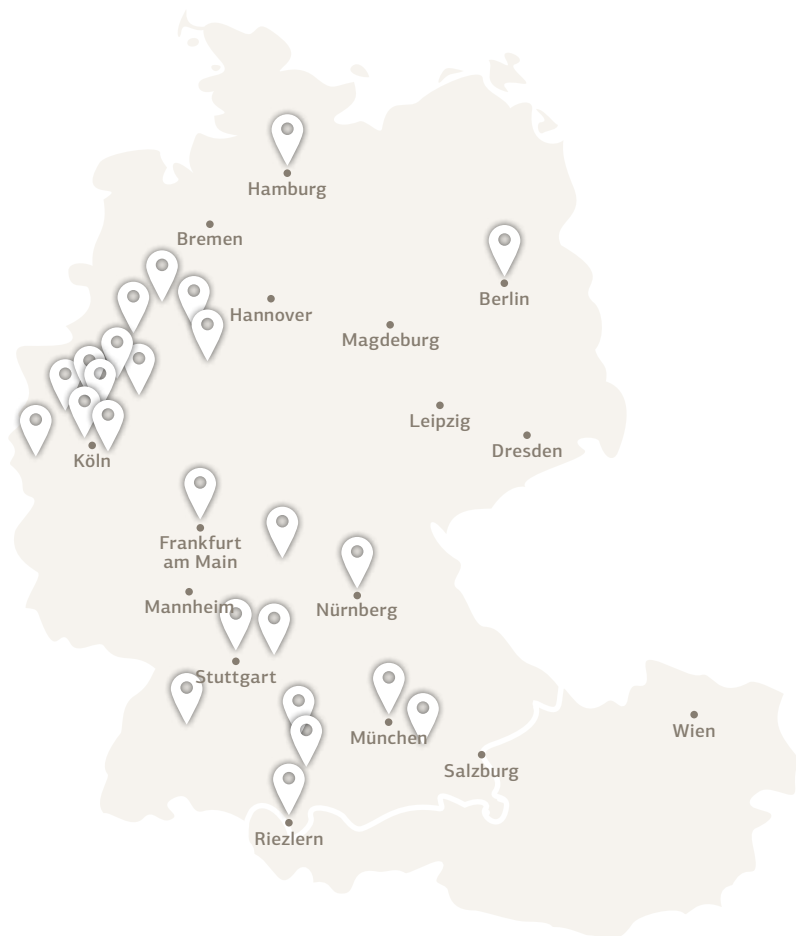 Hamburg
Bremen
Berlin
Hannover
Magdeburg
Leipzig
Dresden
Köln
Frankfurt
am Main
Mannheim
Nürnberg
Stuttgart
München
Wien
Salzburg
Riezlern